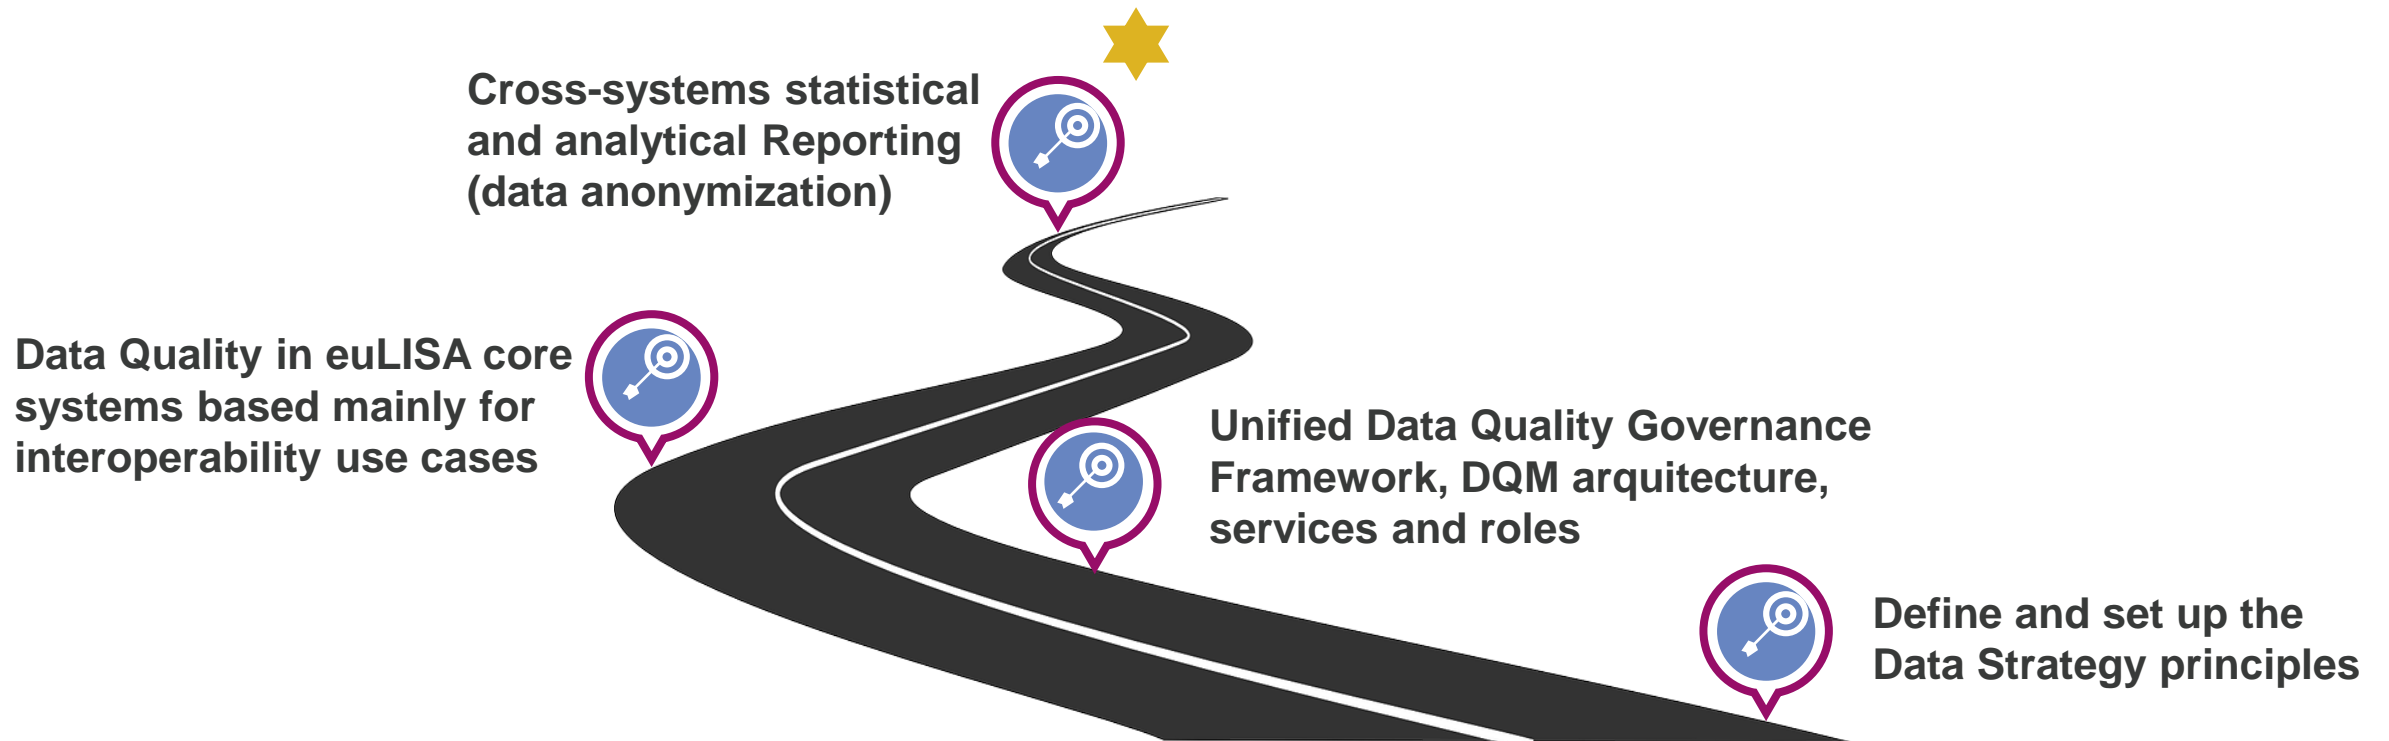 Cross-systems statistical
and analytical Reporting
(data anonymization)
Data Quality in euLISA core
systems based mainly for
interoperability use cases
Unified Data Quality Governance
Framework, DQM arquitecture,
services and roles
Define and set up the
Data Strategy principles